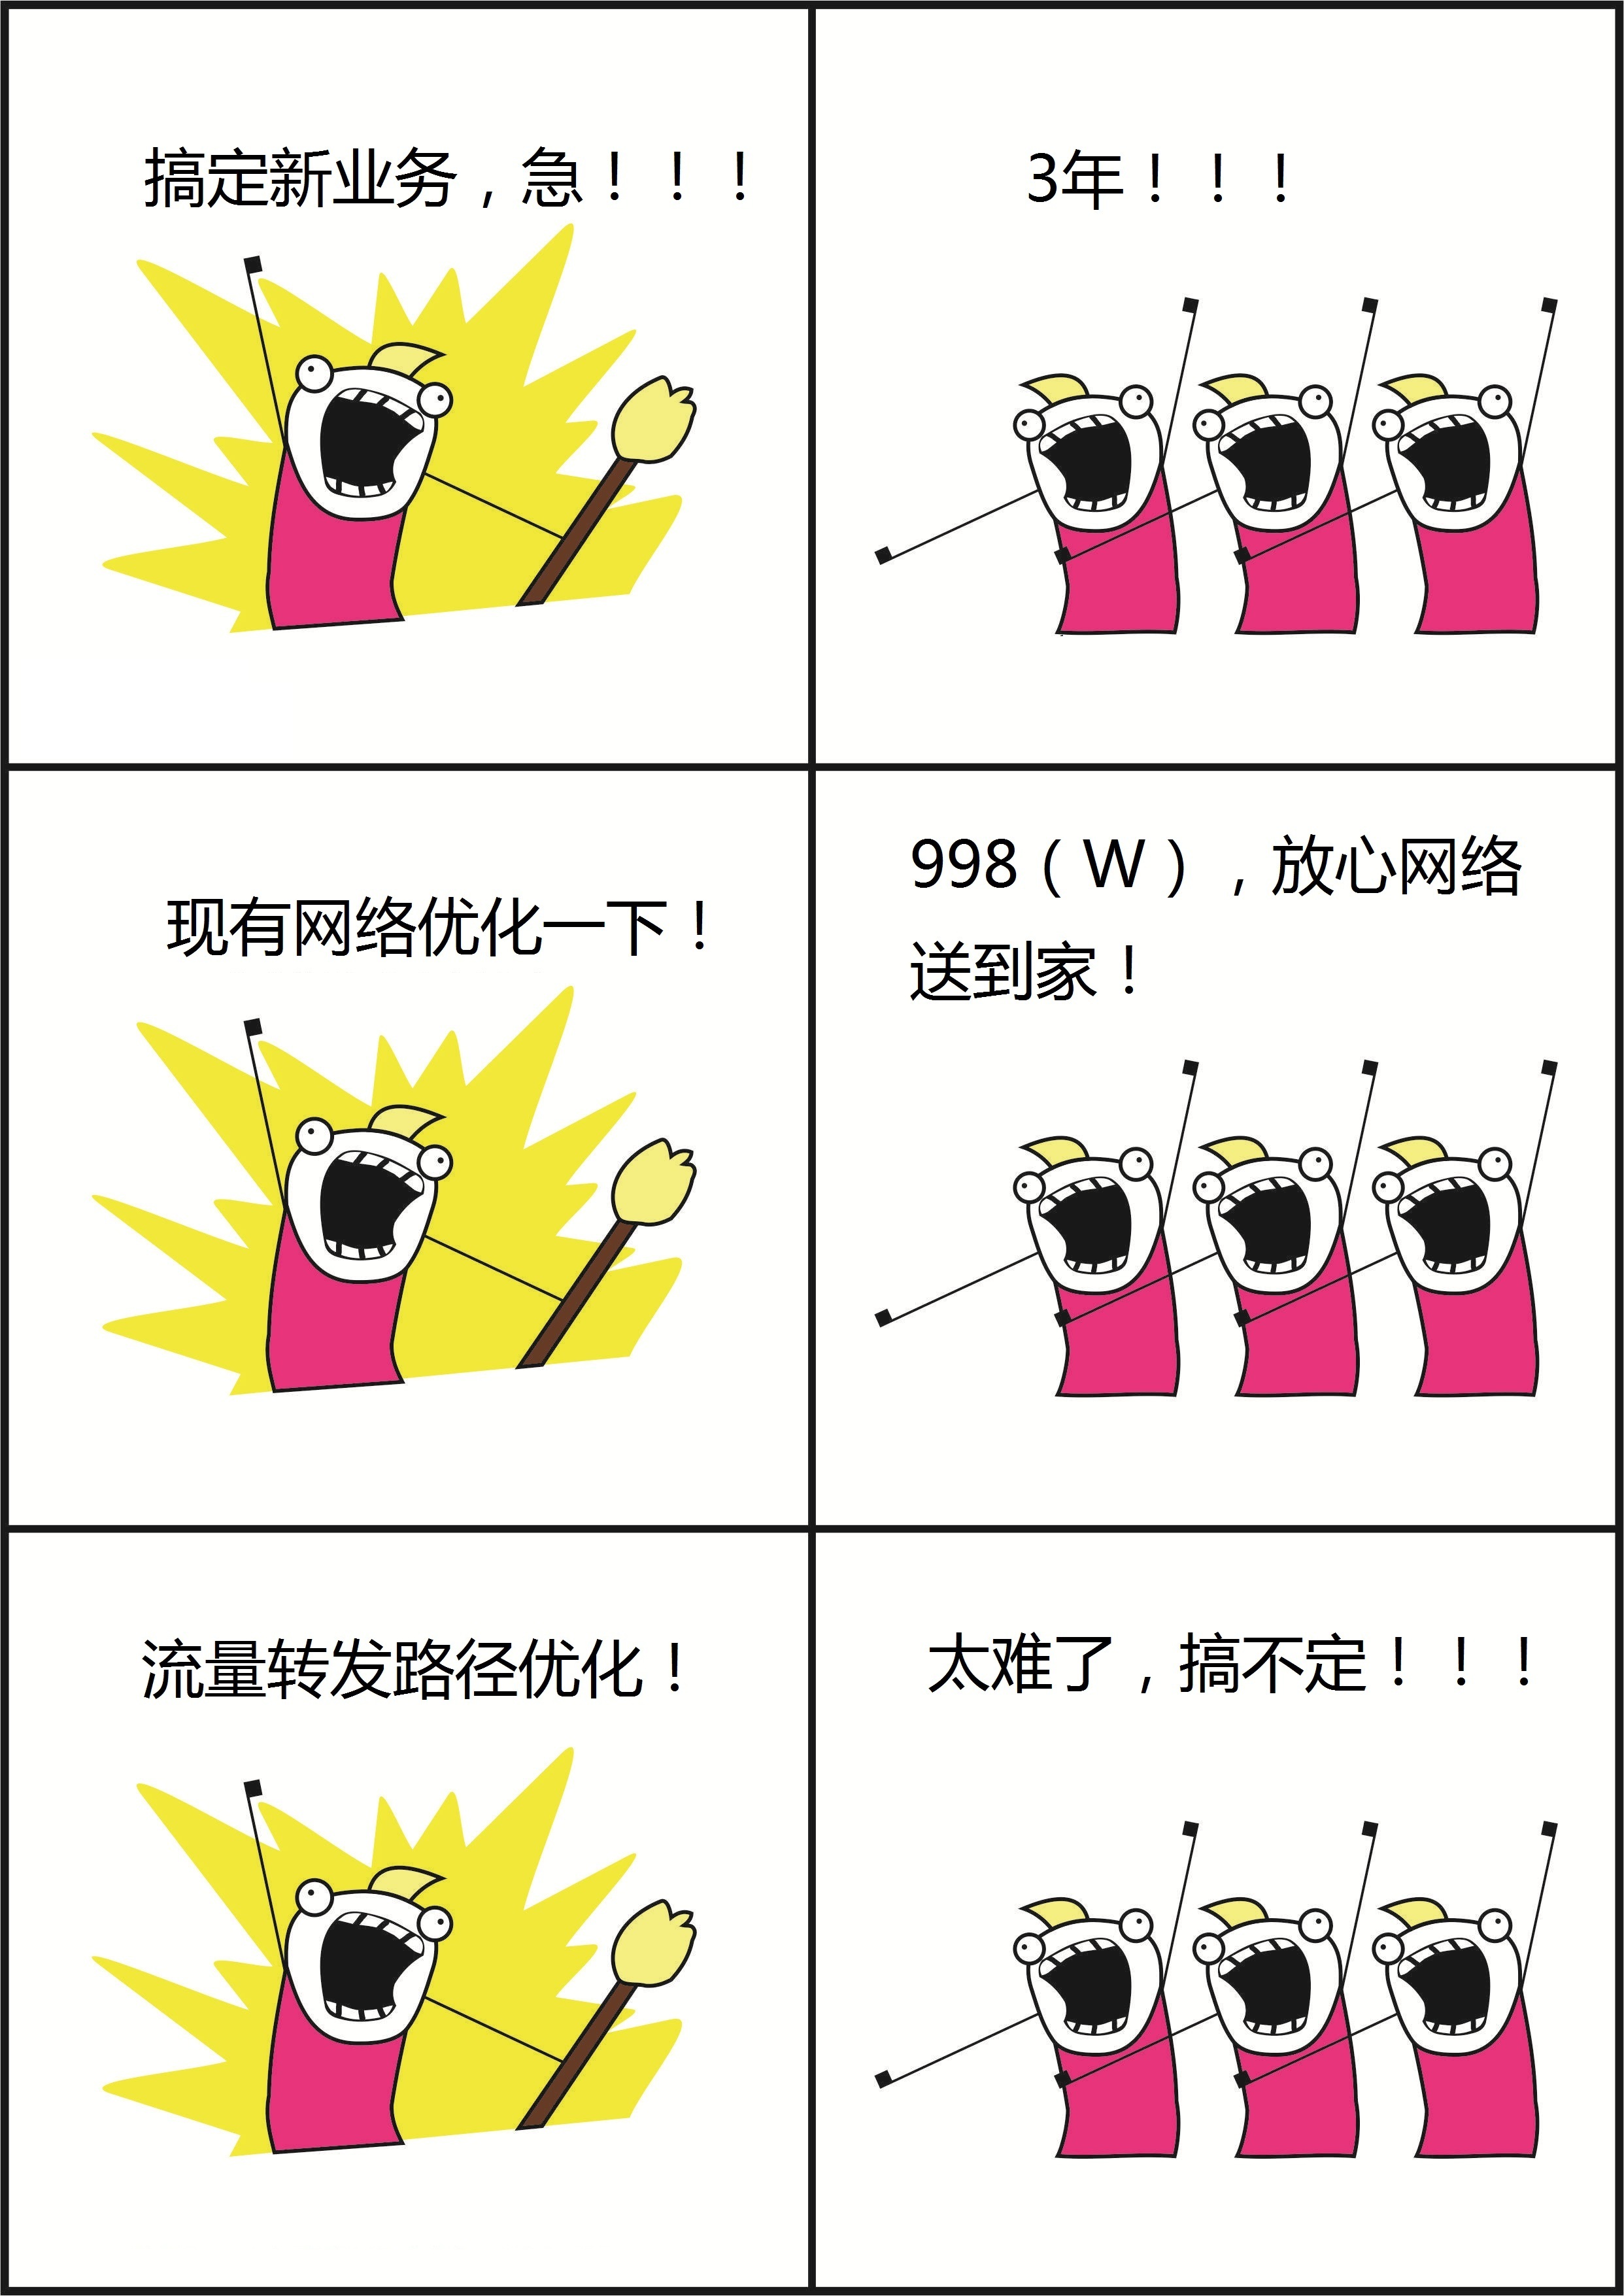 搞定新业务，急！！！
3年！！！
现有网络优化一下！
998（W），放心网络
送到家！
流量转发路径优化！
太难了，搞不定！！！